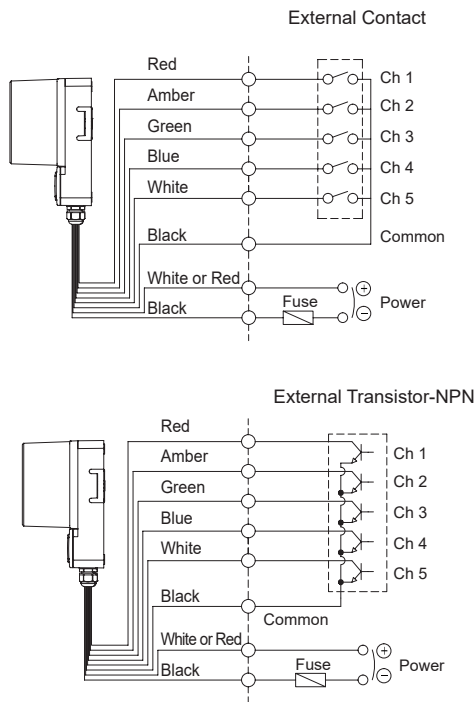 External Contact
Red
Ch 1
Amber
Ch 2
Green
Ch 3
Blue
Ch 4
White
Ch 5
Black
Common
White or Red
Fuse
Power
Black
External Transistor-NPN
Red
Ch 1
Amber
Ch 2
Green
Ch 3
Blue
Ch 4
White
Ch 5
Black
Common
White or Red
Fuse
Power
Black